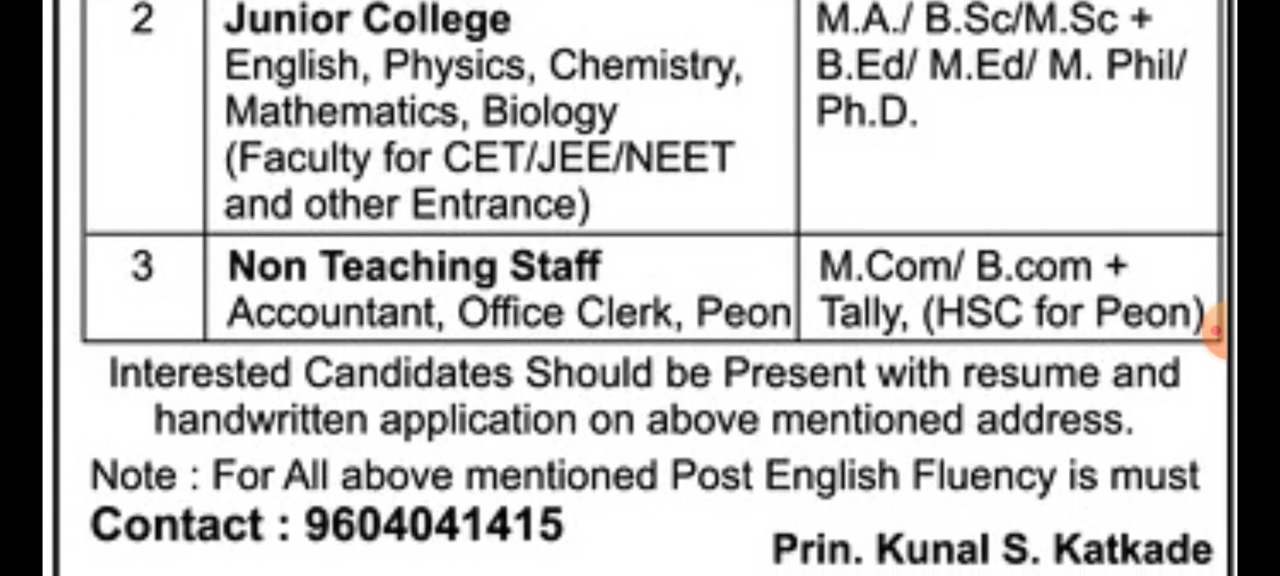 2 Junior College M.A./ B.Sc/M.Sc +
English, Physics, Chemistry, B.Ed/ M.Ed/ M. Phil/
Mathematics, Biology Ph.D.
(Faculty for CET/JEE/NEET
and other Entrance)
3 Non Teaching Staff M.Com/ B.com +
Accountant, Office Clerk, Peon Tally, (HSC for Peon)
Interested Candidates Should be Present with resume and
handwritten application on above mentioned address.
Note : For All above mentioned Post English Fluency is must
Contact : 9604041415
Prin. Kunal S. Katkade